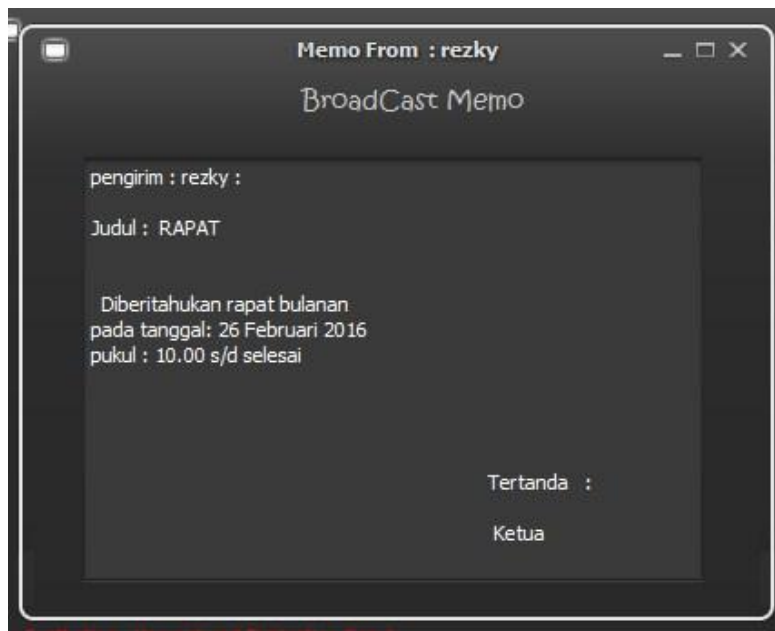 Memo From : rezky
BroadCast Memo
pengirim : rezky :
Judul : RAPAT
Diberitahukan rapat bulanan
pada tanggal: 26 Februari 2016
pukul : 10.00 s/d selesai
Tertanda :
Ketua